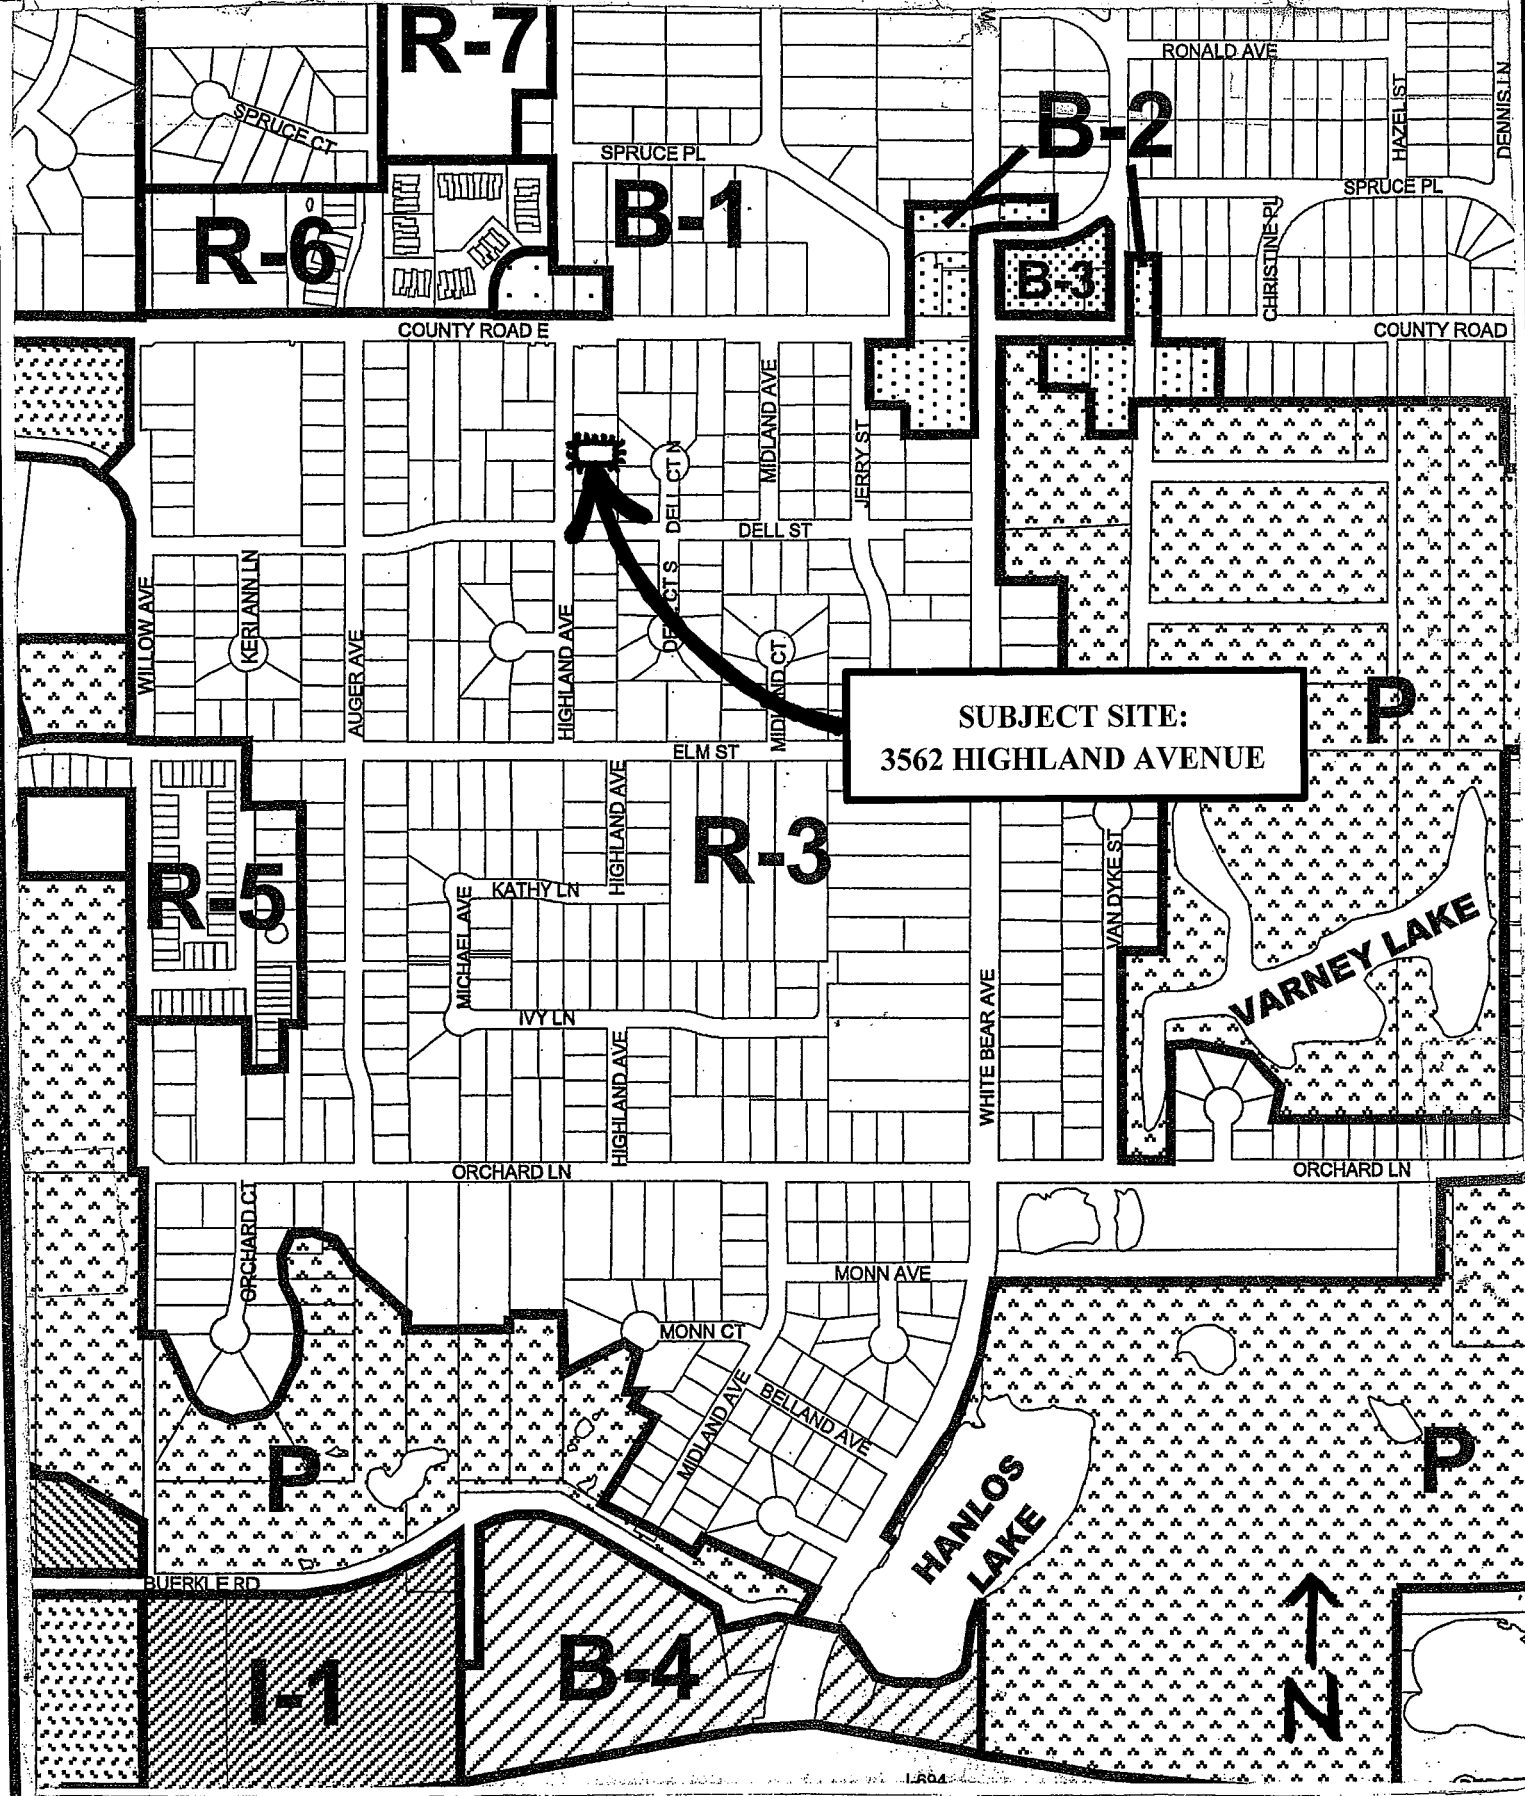 R-7
RONALD AVE
B-2
HAZEL ST
DENNIS LN
SPRUCE CT
SPRUCE PL
B-1
SPRUCE PL
R-6
CHRISTINE PL
B-3
COUNTY ROAD E
COUNTY ROAD
MIDLAND AVE
JERRY ST
DELL CT N
DELL ST
WILLOW AVE
KERI ANN LN
AUGER AVE
HIGHLAND AVE
MIDLAND CT
SUBJECT SITE:
3562 HIGHLAND AVENUE
P
ELM ST
HIGHLAND AVE
R-3
R-5
KATHY LN
MICHAEL AVE
VAN DYKE ST
VARNEY LAKE
IVY LN
HIGHLAND AVE
WHITE BEAR AVE
ORCHARD LN
ORCHARD LN
ORCHARD CT
MONN AVE
MONN CT
MIDLAND AVE
BELLAND AVE
P
P
HANLOS
LAKE
BUERKLE RD
I-1
B-4
N
I-694